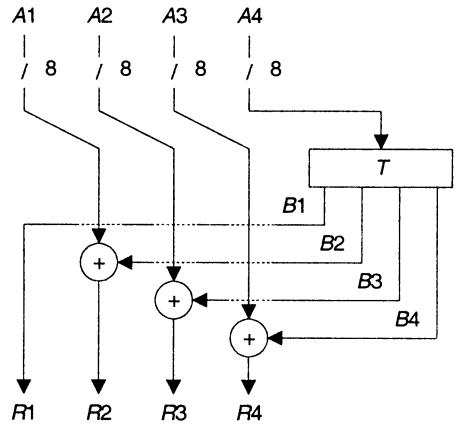 A1 A2 A3 A4
/ 8 / 8 / 8 / 8
T
B1
B2
+
B3
+
B4
+
R1 R2 R3 R4